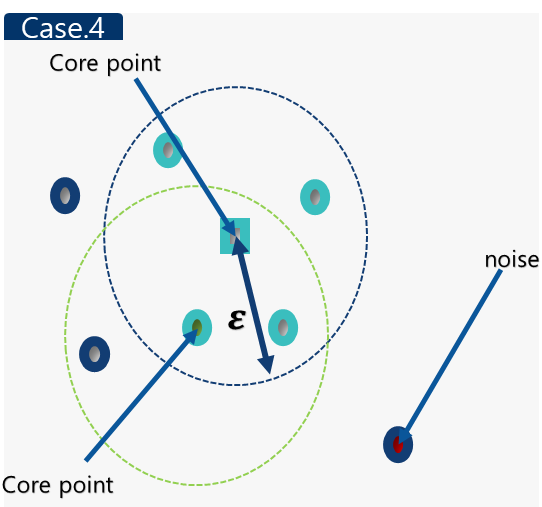 Case.4
Core point
noise
ε
Core point